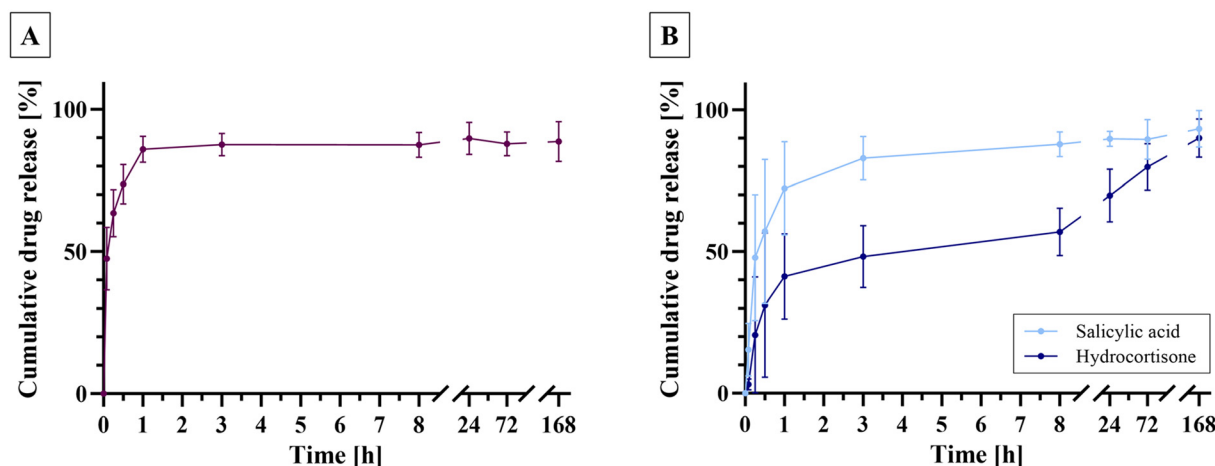 A
Cumulative drug release [%]
100
50
0
0 1 2 3 4 5 6 7 8 24 72 168
Time [h]
B
Cumulative drug release [%]
100
50
0
Salicylic acid
Hydrocortisone
0 1 2 3 4 5 6 7 8 24 72 168
Time [h]